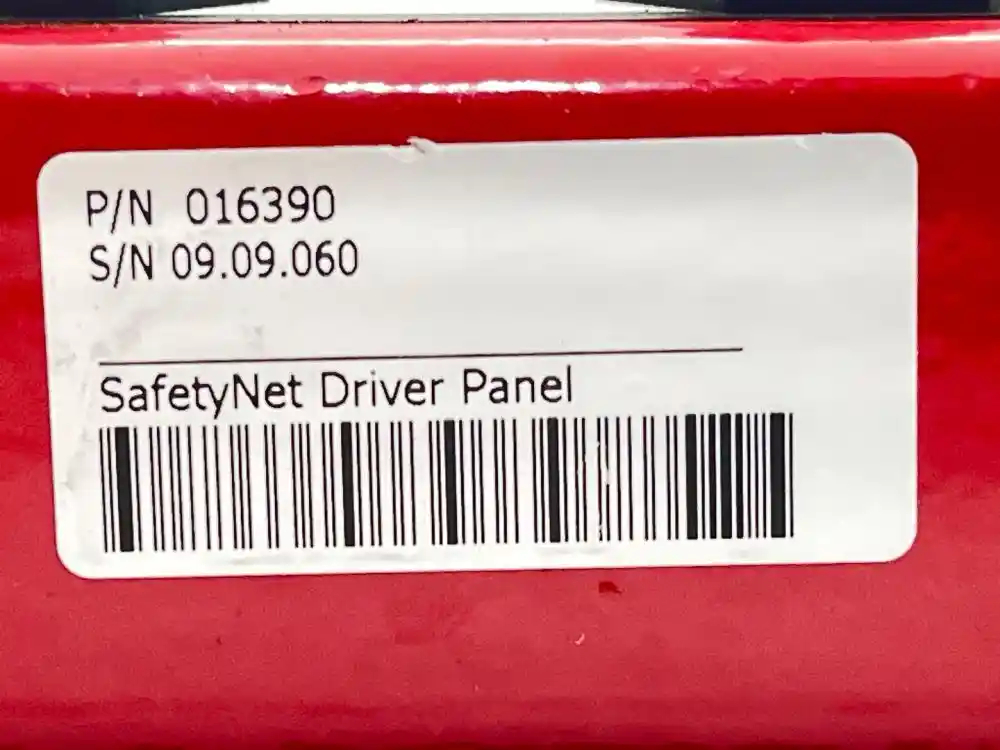 P/N 016390
S/N 09.09.060
SafetyNet Driver Panel